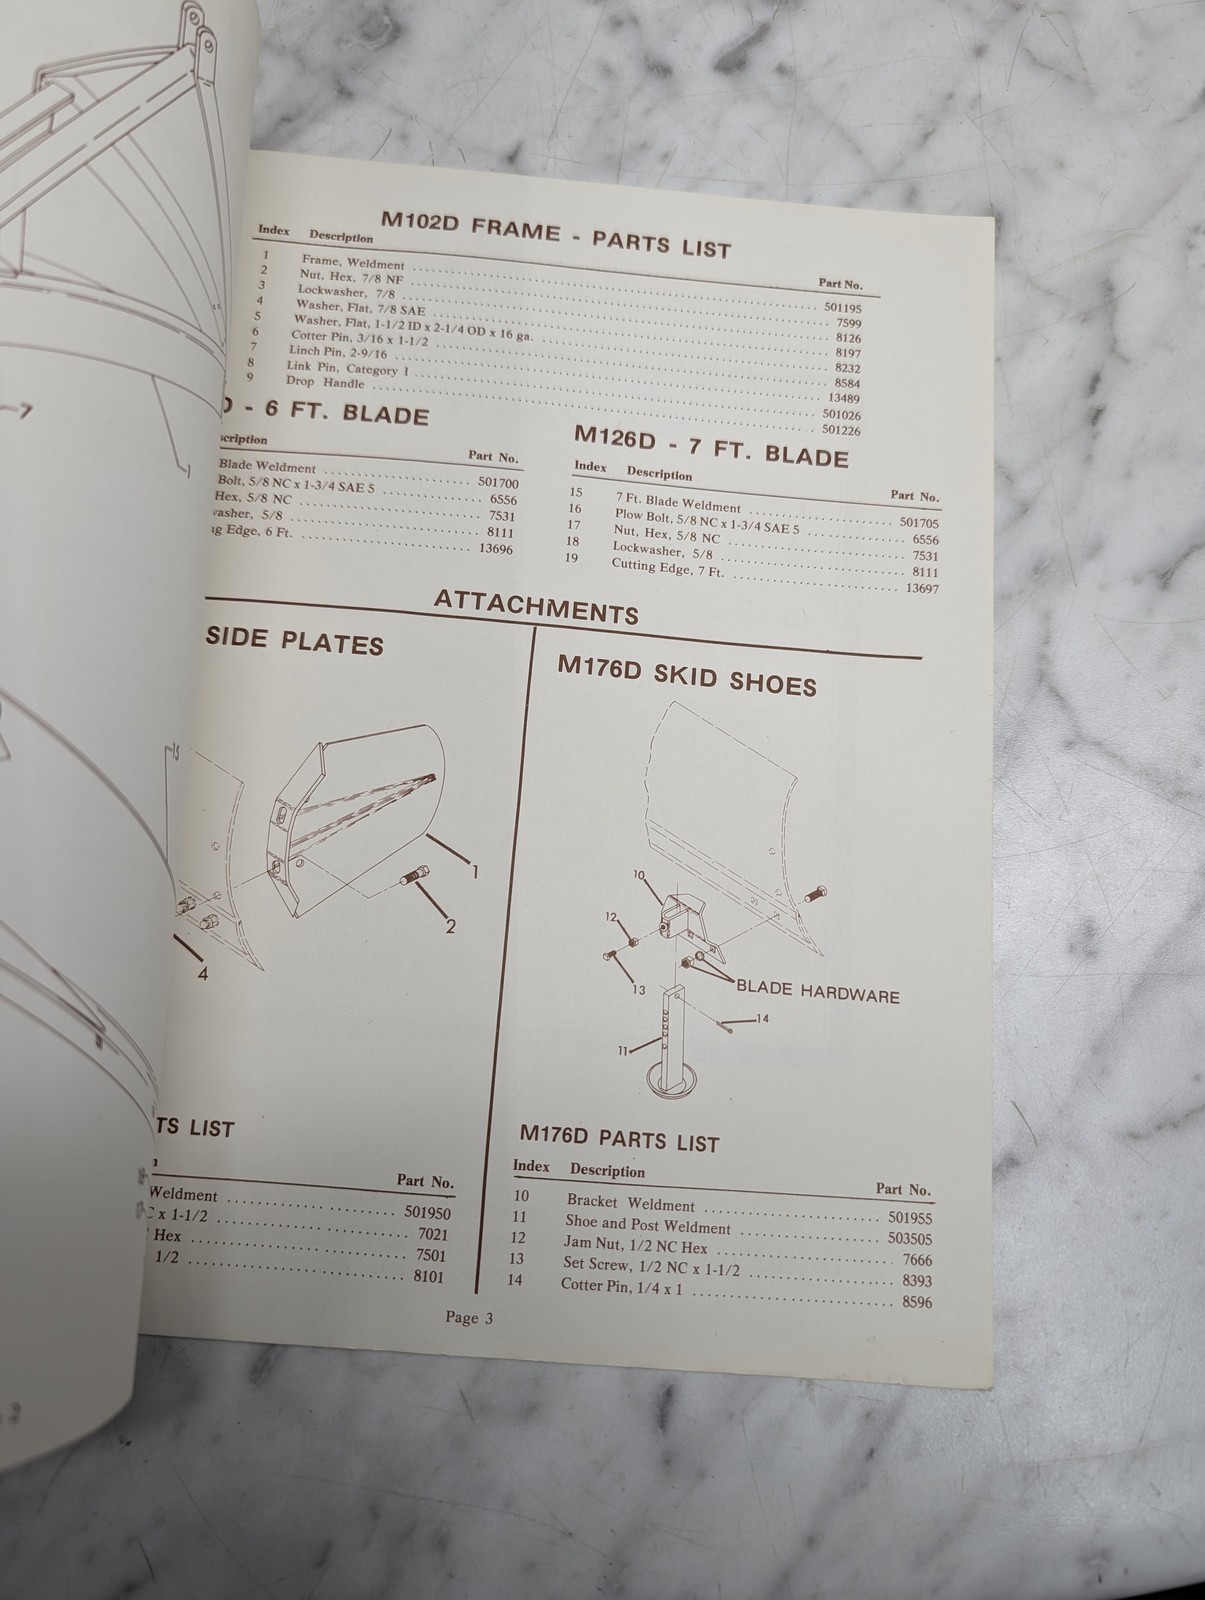 M102D FRAME - PARTS LIST
Index Description Part No.
1 Frame, Weldment 501195
2 Nut, Hex, 7/8 NF 7599
3 Lockwasher, 7/8 8126
4 Washer, Flat, 7/8 SAE 8197
5 Washer, Flat, 1-1/2 ID x 2-1/4 OD x 16 ga. 8232
6 Cotter Pin, 3/16 x 1-1/2 8584
7 Linch Pin, 2-9/16 13489
8 Link Pin, Category I 501026
9 Drop Handle 501226
D - 6 FT. BLADE
cription Part No.
Blade Weldment 501700
Bolt, 5/8 NC x 1-3/4 SAE 5 6556
Hex, 5/8 NC 7531
washer, 5/8 8111
ng Edge, 6 Ft. 13696
M126D - 7 FT. BLADE
Index Description Part No.
15 7 Ft. Blade Weldment 501705
16 Plow Bolt, 5/8 NC x 1-3/4 SAE 5 6556
17 Nut, Hex, 5/8 NC 7531
18 Lockwasher, 5/8 8111
19 Cutting Edge, 7 Ft. 13697
ATTACHMENTS
SIDE PLATES
1
2
4
TS LIST
Part No.
Weldment 501950
C x 1-1/2 7021
Hex 7501
1/2 8101
M176D SKID SHOES
10
12
13
BLADE HARDWARE
14
11
M176D PARTS LIST
Index Description Part No.
10 Bracket Weldment 501955
11 Shoe and Post Weldment 503505
12 Jam Nut, 1/2 NC Hex 7666
13 Set Screw, 1/2 NC x 1-1/2 8393
14 Cotter Pin, 1/4 x 1 8596
Page 3
7
1
15